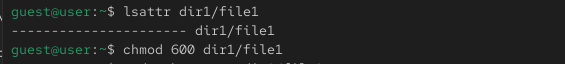 guest@user:~$ lsattr dir1/file1
---------------------- dir1/file1
guest@user:~$ chmod 600 dir1/file1